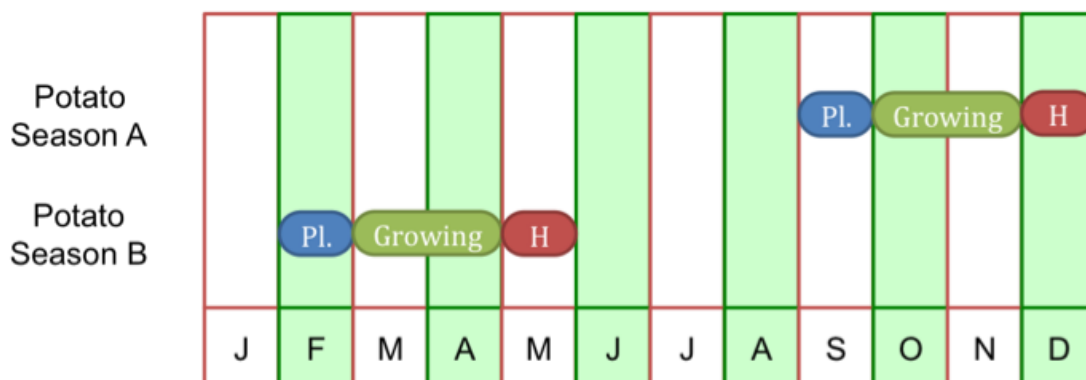 Potato
Season A
Pl.
Growing
H
Potato
Season B
Pl.
Growing
H
J F M A M J J A S O N D